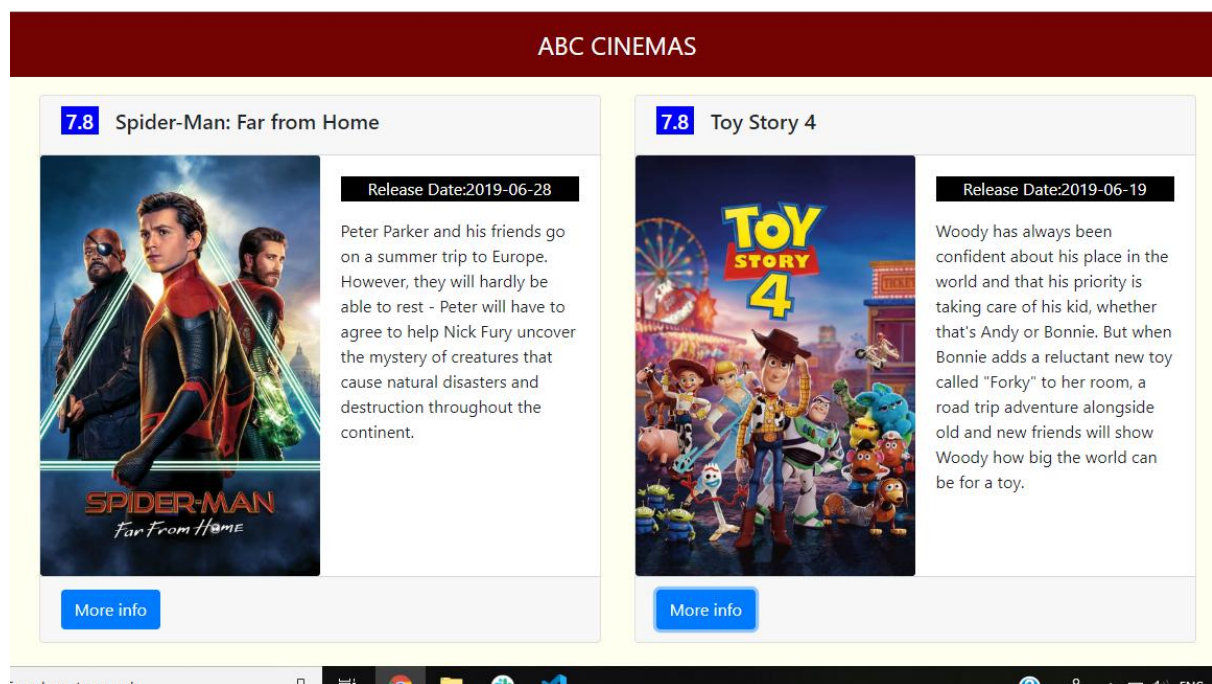 ABC CINEMAS
7.8 Spider-Man: Far from Home
Release Date:2019-06-28
Peter Parker and his friends go
on a summer trip to Europe.
However, they will hardly be
able to rest - Peter will have to
agree to help Nick Fury uncover
the mystery of creatures that
cause natural disasters and
destruction throughout the
continent.
SPIDER-MAN
Far From Home
More info
7.8 Toy Story 4
TOY
STORY
4
Release Date:2019-06-19
Woody has always been
confident about his place in the
world and that his priority is
taking care of his kid, whether
that's Andy or Bonnie. But when
Bonnie adds a reluctant new toy
called "Forky" to her room, a
road trip adventure alongside
old and new friends will show
Woody how big the world can
be for a toy.
More info
ENG